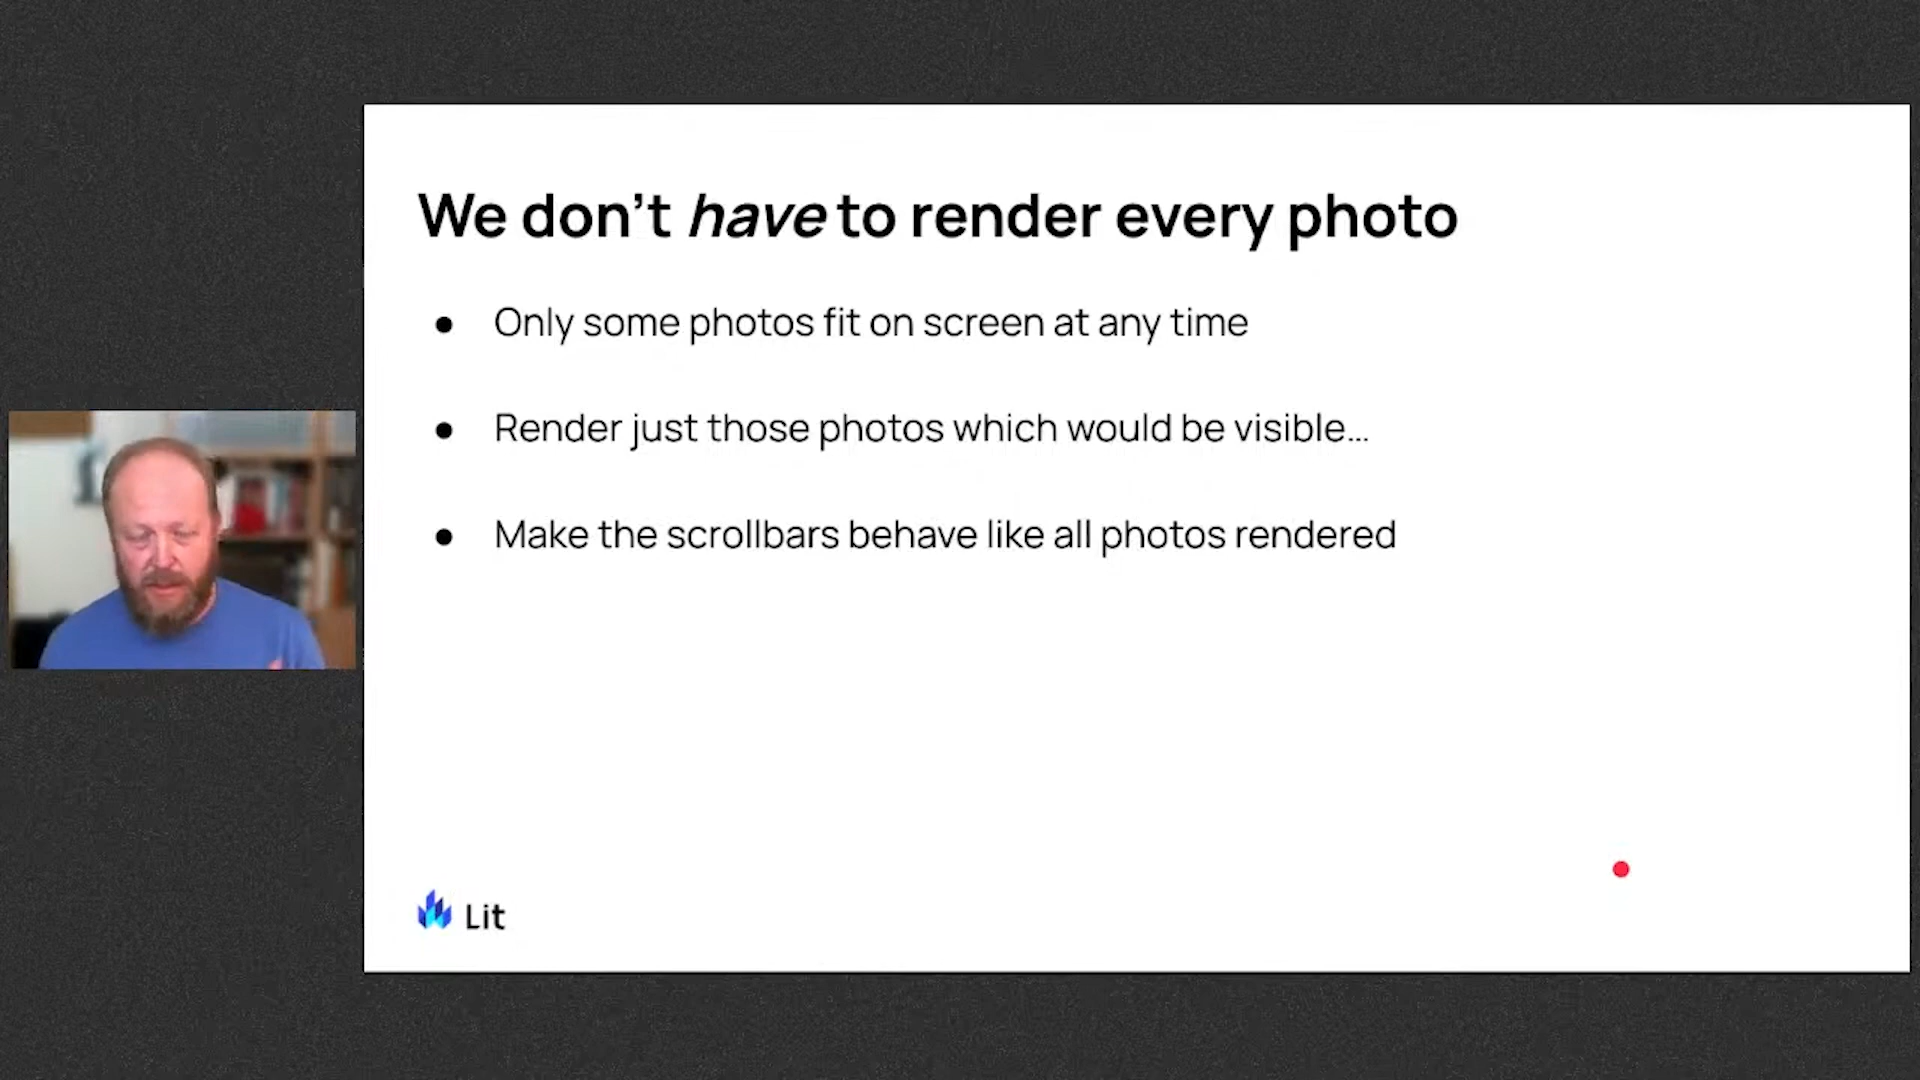 We don’t have to render every photo
● Only some photos fit on screen at any time
● Render just those photos which would be visible…
● Make the scrollbars behave like all photos rendered
Lit